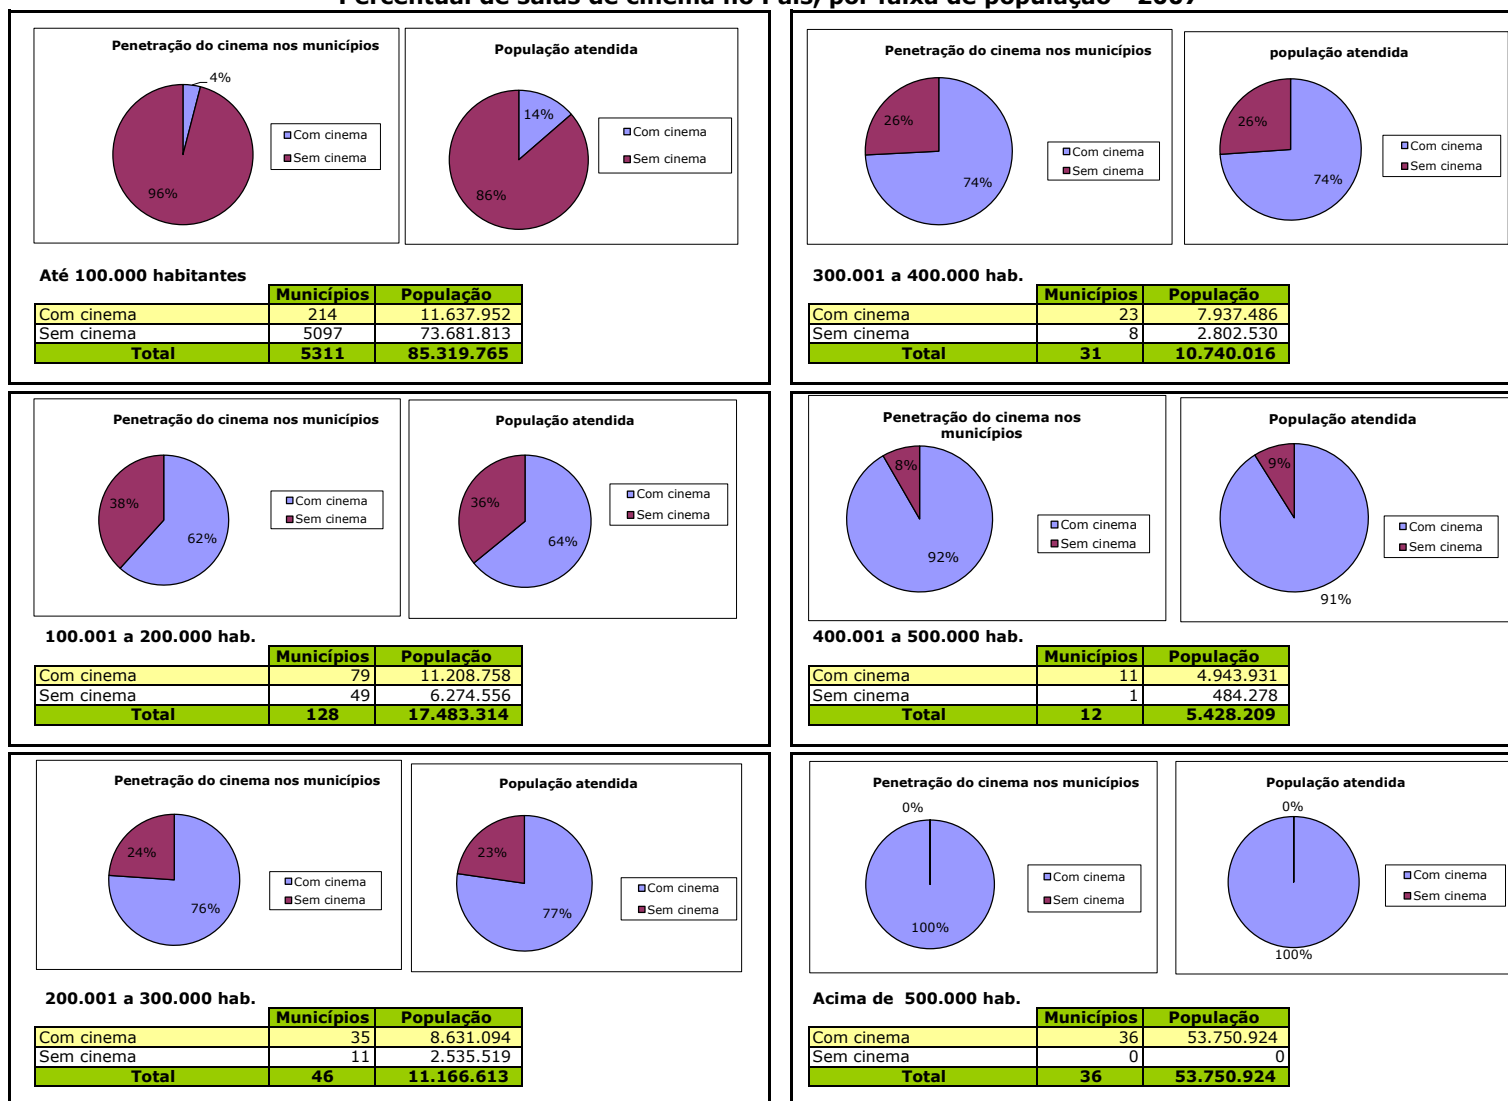 Percentual de salas de cinema no País, por faixa de população - 2007
Penetração do cinema nos municípios
4%
96%
Com cinema
Sem cinema
População atendida
14%
86%
Com cinema
Sem cinema
Até 100.000 habitantes
Municípios População
Com cinema 214 11.637.952
Sem cinema 5097 73.681.813
Total 5311 85.319.765
Penetração do cinema nos municípios
26%
74%
Com cinema
Sem cinema
população atendida
26%
74%
Com cinema
Sem cinema
300.001 a 400.000 hab.
Municípios População
Com cinema 23 7.937.486
Sem cinema 8 2.802.530
Total 31 10.740.016
Penetração do cinema nos municípios
38%
62%
Com cinema
Sem cinema
População atendida
36%
64%
Com cinema
Sem cinema
100.001 a 200.000 hab.
Municípios População
Com cinema 79 11.208.758
Sem cinema 49 6.274.556
Total 128 17.483.314
Penetração do cinema nos
municípios
8%
92%
Com cinema
Sem cinema
População atendida
9%
91%
Com cinema
Sem cinema
400.001 a 500.000 hab.
Municípios População
Com cinema 11 4.943.931
Sem cinema 1 484.278
Total 12 5.428.209
Penetração do cinema nos municípios
24%
76%
Com cinema
Sem cinema
População atendida
23%
77%
Com cinema
Sem cinema
200.001 a 300.000 hab.
Municípios População
Com cinema 35 8.631.094
Sem cinema 11 2.535.519
Total 46 11.166.613
Penetração do cinema nos municípios
0%
100%
Com cinema
Sem cinema
População atendida
0%
100%
Com cinema
Sem cinema
Acima de 500.000 hab.
Municípios População
Com cinema 36 53.750.924
Sem cinema 0 0
Total 36 53.750.924